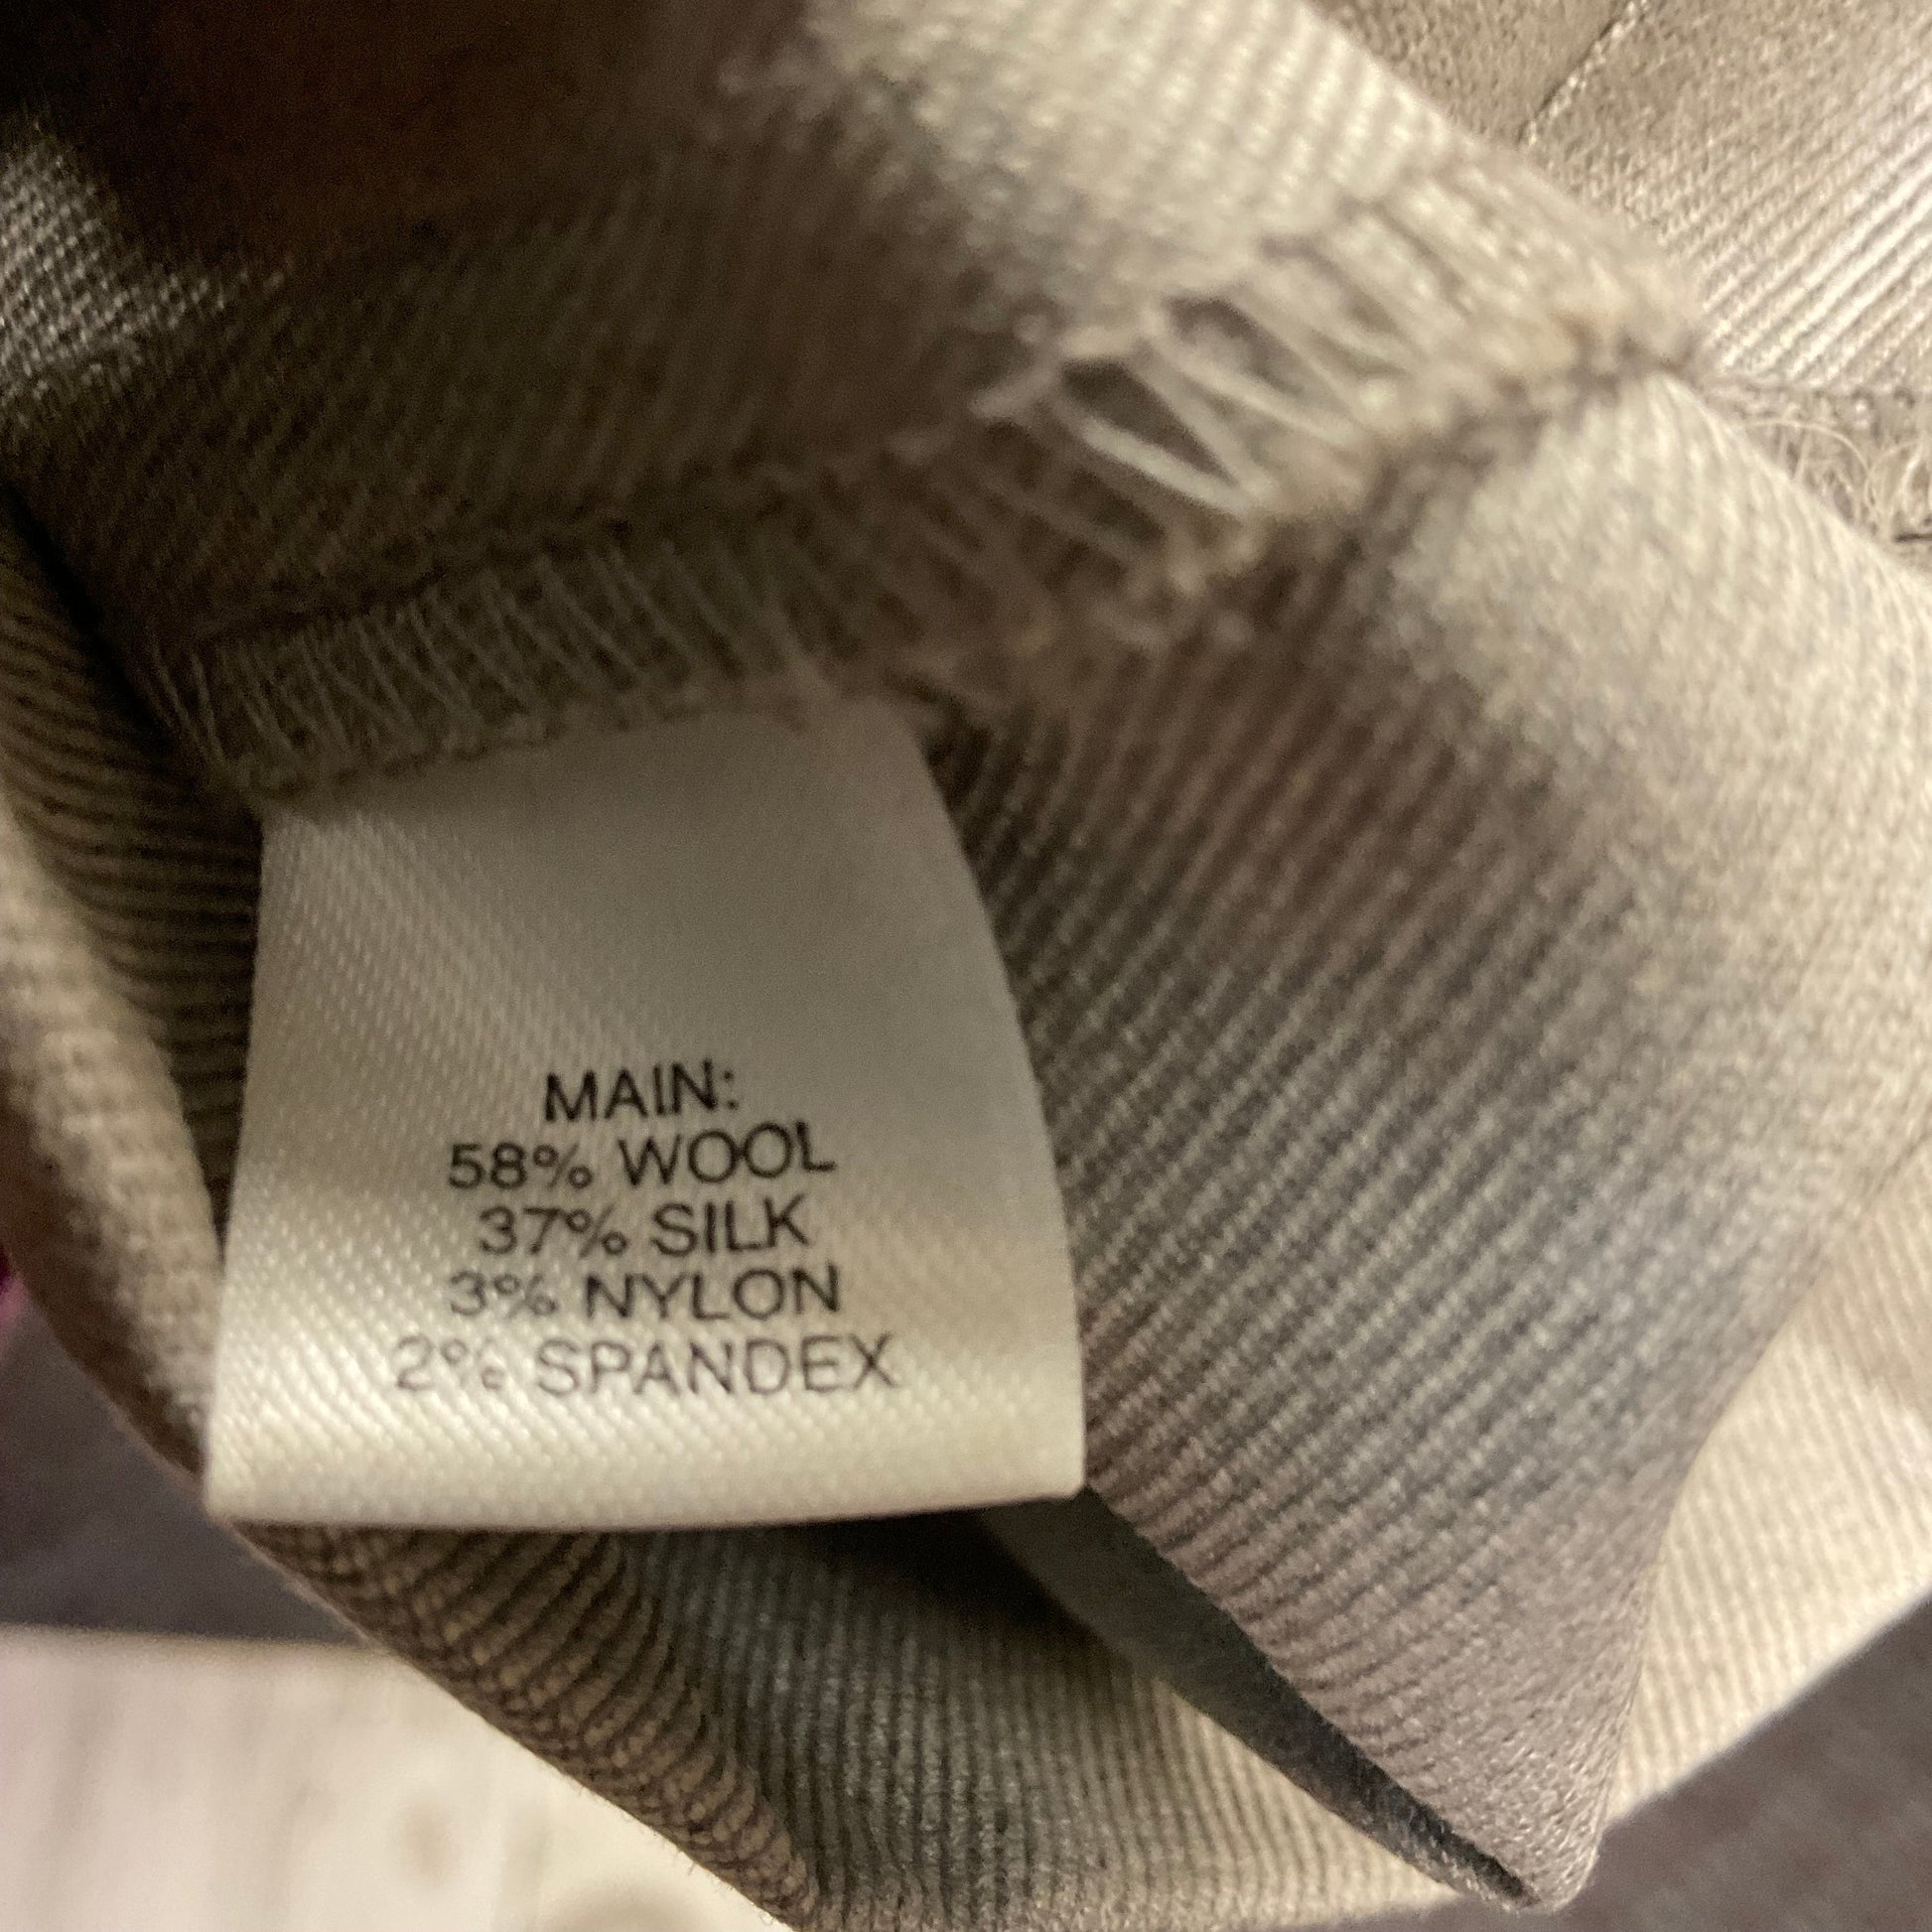 MAIN:
58% WOOL
37% SILK
3% NYLON
2% SPANDEX